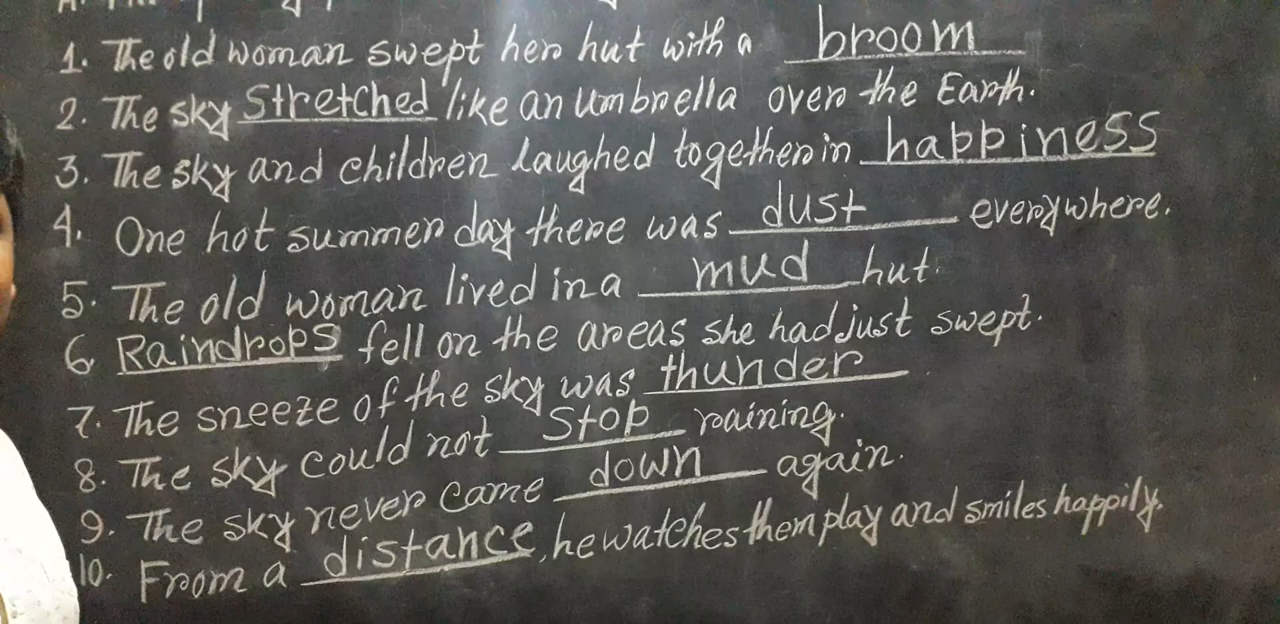 1. The old woman swept her hut with a broom
2. The sky Stretched like an umbrella over the Earth.
3. The sky and children laughed together in happiness
4. One hot summer day there was dust everywhere.
5. The old woman lived in a mud hut.
6. Raindrops fell on the areas she had just swept.
7. The sneeze of the sky was thunder.
8. The sky could not Stop raining.
9. The sky never came down again.
10. From a distance, he watches them play and smiles happily.